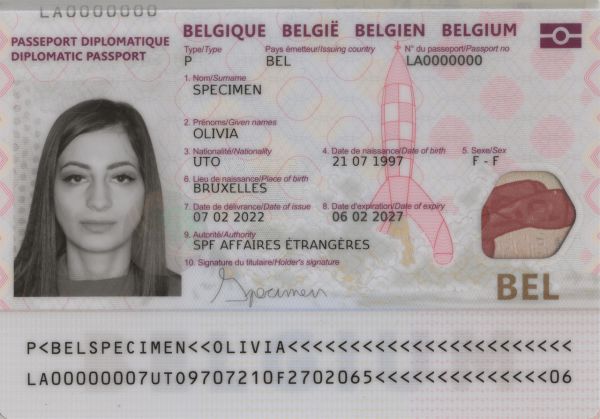 LA0000000
PASSEPORT DIPLOMATIQUE
DIPLOMATIC PASSPORT
BELGIQUE BELGIË BELGIEN BELGIUM
Type/Type Pays émetteur/Issuing country N° du passeport/Passport no
P BEL LA0000000
1. Nom/Surname
SPECIMEN
2. Prénoms/Given names
OLIVIA
3. Nationalité/Nationality 4. Date de naissance/Date of birth 5. Sexe/Sex
UTO 21 07 1997 F - F
6. Lieu de naissance/Place of birth
BRUXELLES
7. Date de délivrance/Date of issue 8. Date d'expiration/Date of expiry
07 02 2022 06 02 2027
9. Autorité/Authority
SPF AFFAIRES ÉTRANGÈRES
10. Signature du titulaire/Holder's signature
Specimen
BEL
P<BELSPECIMEN<<OLIVIA<<<<<<<<<<<<<<<<<<<<<<<
LA00000007UTO9707210F2702065<<<<<<<<<<<<<<06